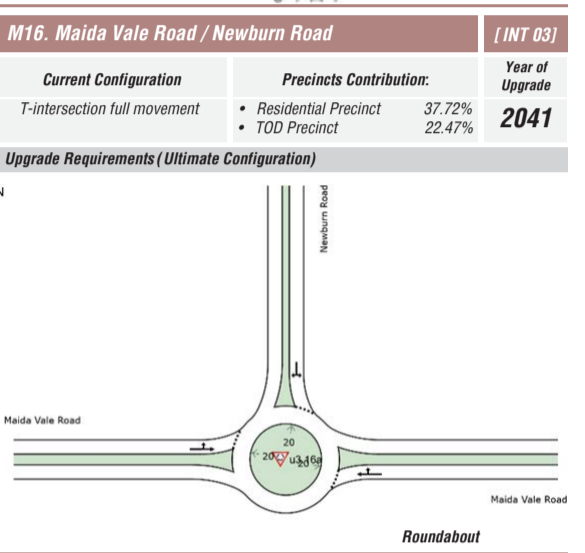 M16. Maida Vale Road / Newburn Road
[ INT 03]
Current Configuration
Precincts Contribution:
Year of
Upgrade
T-intersection full movement
• Residential Precinct 37.72%
• TOD Precinct 22.47%
2041
Upgrade Requirements ( Ultimate Configuration)
N
Newburn Road
Maida Vale Road
20
20
20
Maida Vale Road
Roundabout